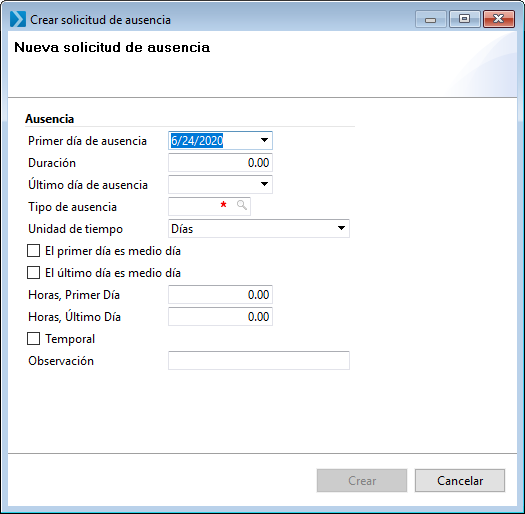 Crear solicitud de ausencia
Nueva solicitud de ausencia
Ausencia
Primer día de ausencia 6/24/2020
Duración 0.00
Último día de ausencia
Tipo de ausencia *
Unidad de tiempo Días
El primer día es medio día
El último día es medio día
Horas, Primer Día 0.00
Horas, Último Día 0.00
Temporal
Observación
Crear Cancelar